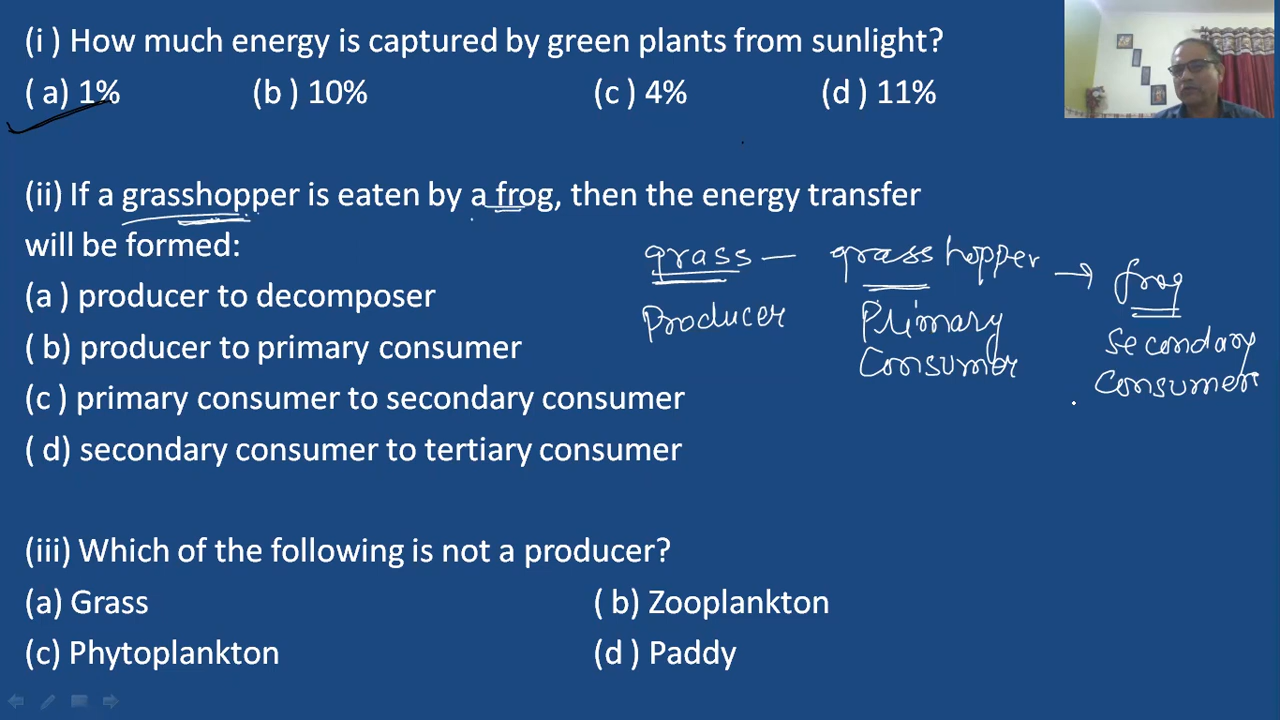 (i ) How much energy is captured by green plants from sunlight?
( a) 1% (b ) 10% (c ) 4% (d ) 11%
(ii) If a grasshopper is eaten by a frog, then the energy transfer
will be formed:
(a ) producer to decomposer
( b) producer to primary consumer
(c ) primary consumer to secondary consumer
( d) secondary consumer to tertiary consumer
grass — grasshopper → frog
Producer Primary Secondary
Consumer Consumer
(iii) Which of the following is not a producer?
(a) Grass ( b) Zooplankton
(c) Phytoplankton (d ) Paddy